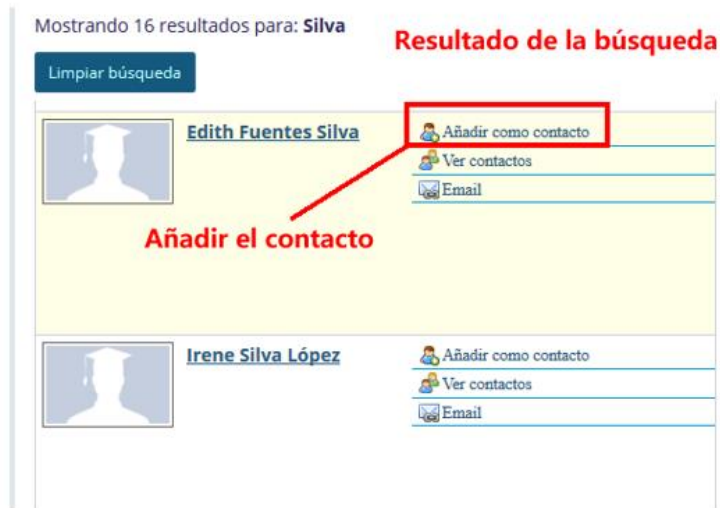 Mostrando 16 resultados para: Silva
Resultado de la búsqueda
Limpiar búsqueda
Edith Fuentes Silva
Añadir como contacto
Ver contactos
Email
Añadir el contacto
Irene Silva López
Añadir como contacto
Ver contactos
Email